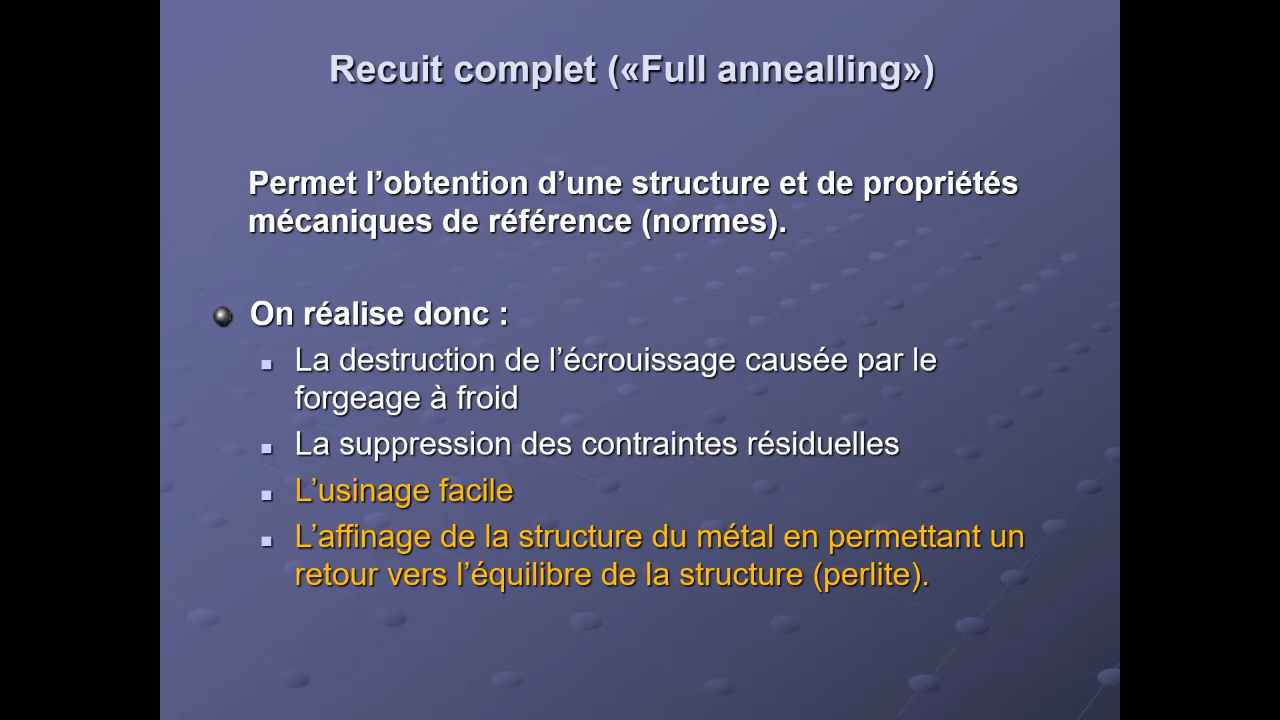 Recuit complet («Full annealling»)
Permet l’obtention d’une structure et de propriétés
mécaniques de référence (normes).
On réalise donc :
La destruction de l’écrouissage causée par le
forgeage à froid
La suppression des contraintes résiduelles
L’usinage facile
L’affinage de la structure du métal en permettant un
retour vers l’équilibre de la structure (perlite).